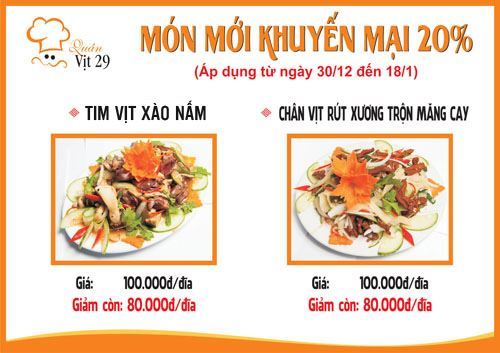 Quán
Vịt 29
MÓN MỚI KHUYẾN MẠI 20%
(Áp dụng từ ngày 30/12 đến 18/1)
TIM VỊT XÀO NẤM
CHÂN VỊT RÚT XƯƠNG TRỘN MĂNG CAY
Giá: 100.000đ/đĩa
Giảm còn: 80.000đ/đĩa
Giá: 100.000đ/đĩa
Giảm còn: 80.000đ/đĩa